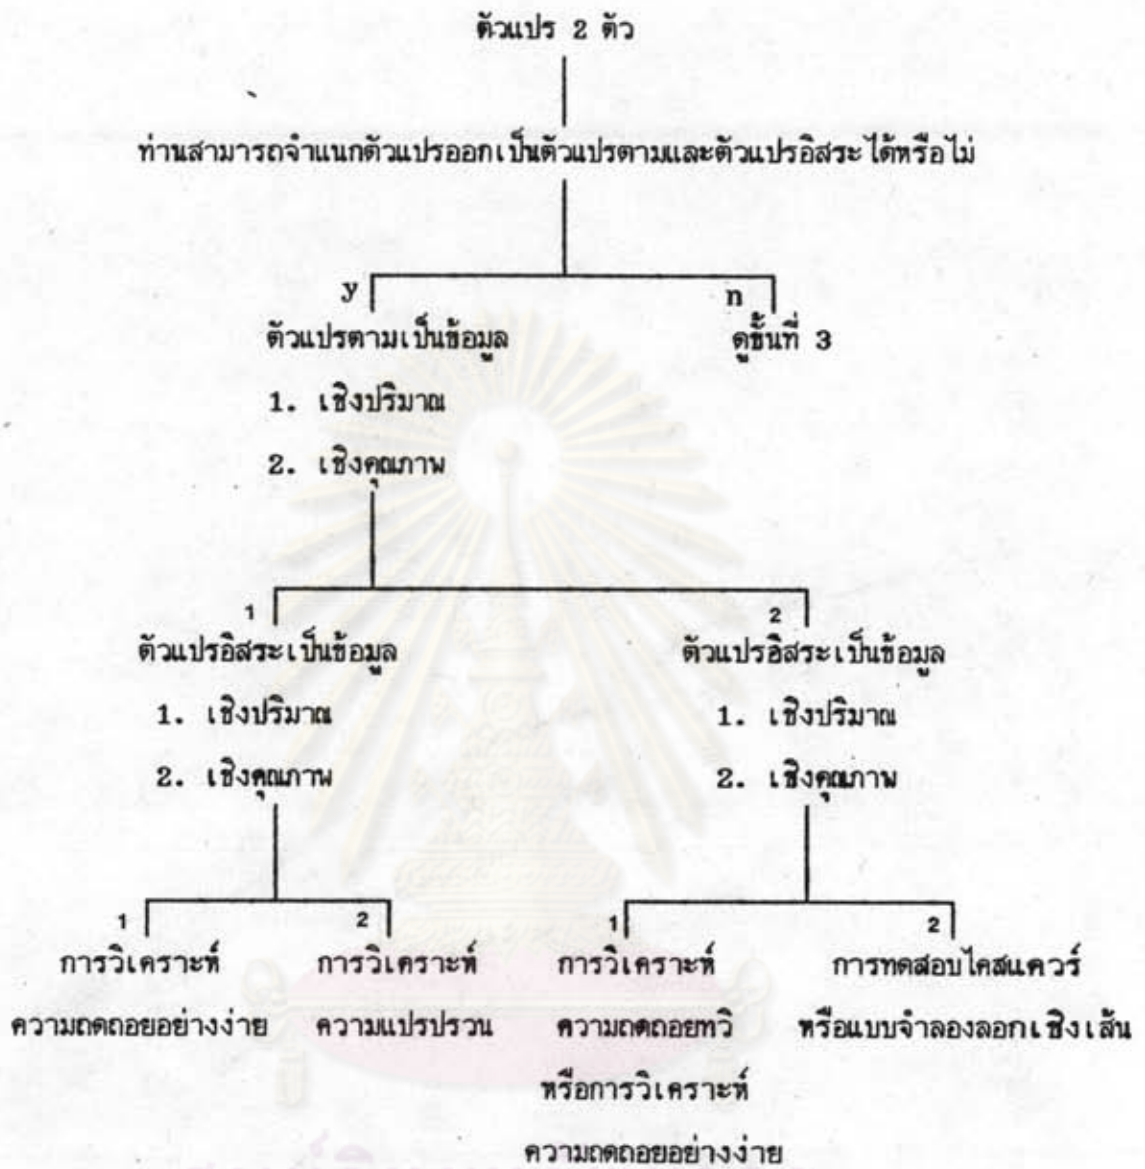 ตัวแปร 2 ตัว
ท่านสามารถจำแนกตัวแปรออกเป็นตัวแปรตามและตัวแปรอิสระได้หรือไม่
y n
ตัวแปรตามเป็นข้อมูล ดูขั้นที่ 3
1. เชิงปริมาณ
2. เชิงคุณภาพ
1 2
ตัวแปรอิสระเป็นข้อมูล ตัวแปรอิสระเป็นข้อมูล
1. เชิงปริมาณ 1. เชิงปริมาณ
2. เชิงคุณภาพ 2. เชิงคุณภาพ
1 2 1 2
การวิเคราะห์ การวิเคราะห์ การวิเคราะห์ การทดสอบไคสแควร์
ความถดถอยอย่างง่าย ความแปรปรวน ความถดถอยทวิ หรือแบบจำลองลอกเชิงเส้น
หรือการวิเคราะห์
ความถดถอยอย่างง่าย